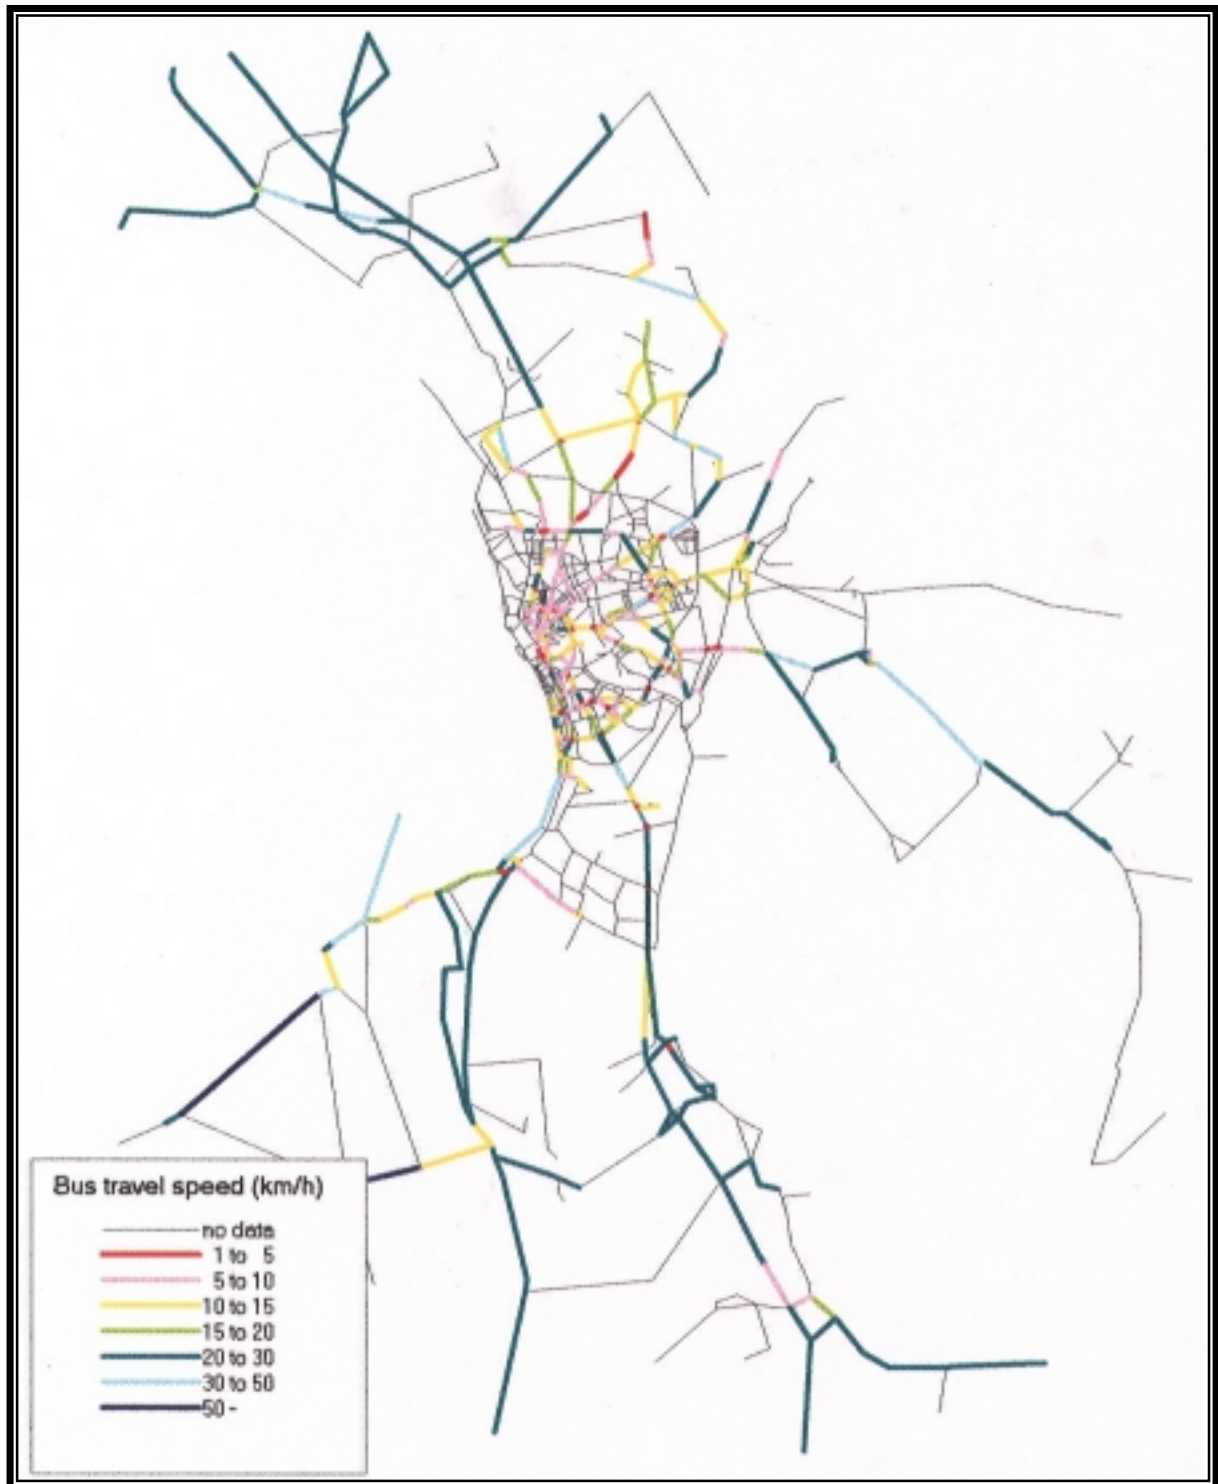 Bus travel speed (km/h)
no data
1 to 5
5 to 10
10 to 15
15 to 20
20 to 30
30 to 50
50 -